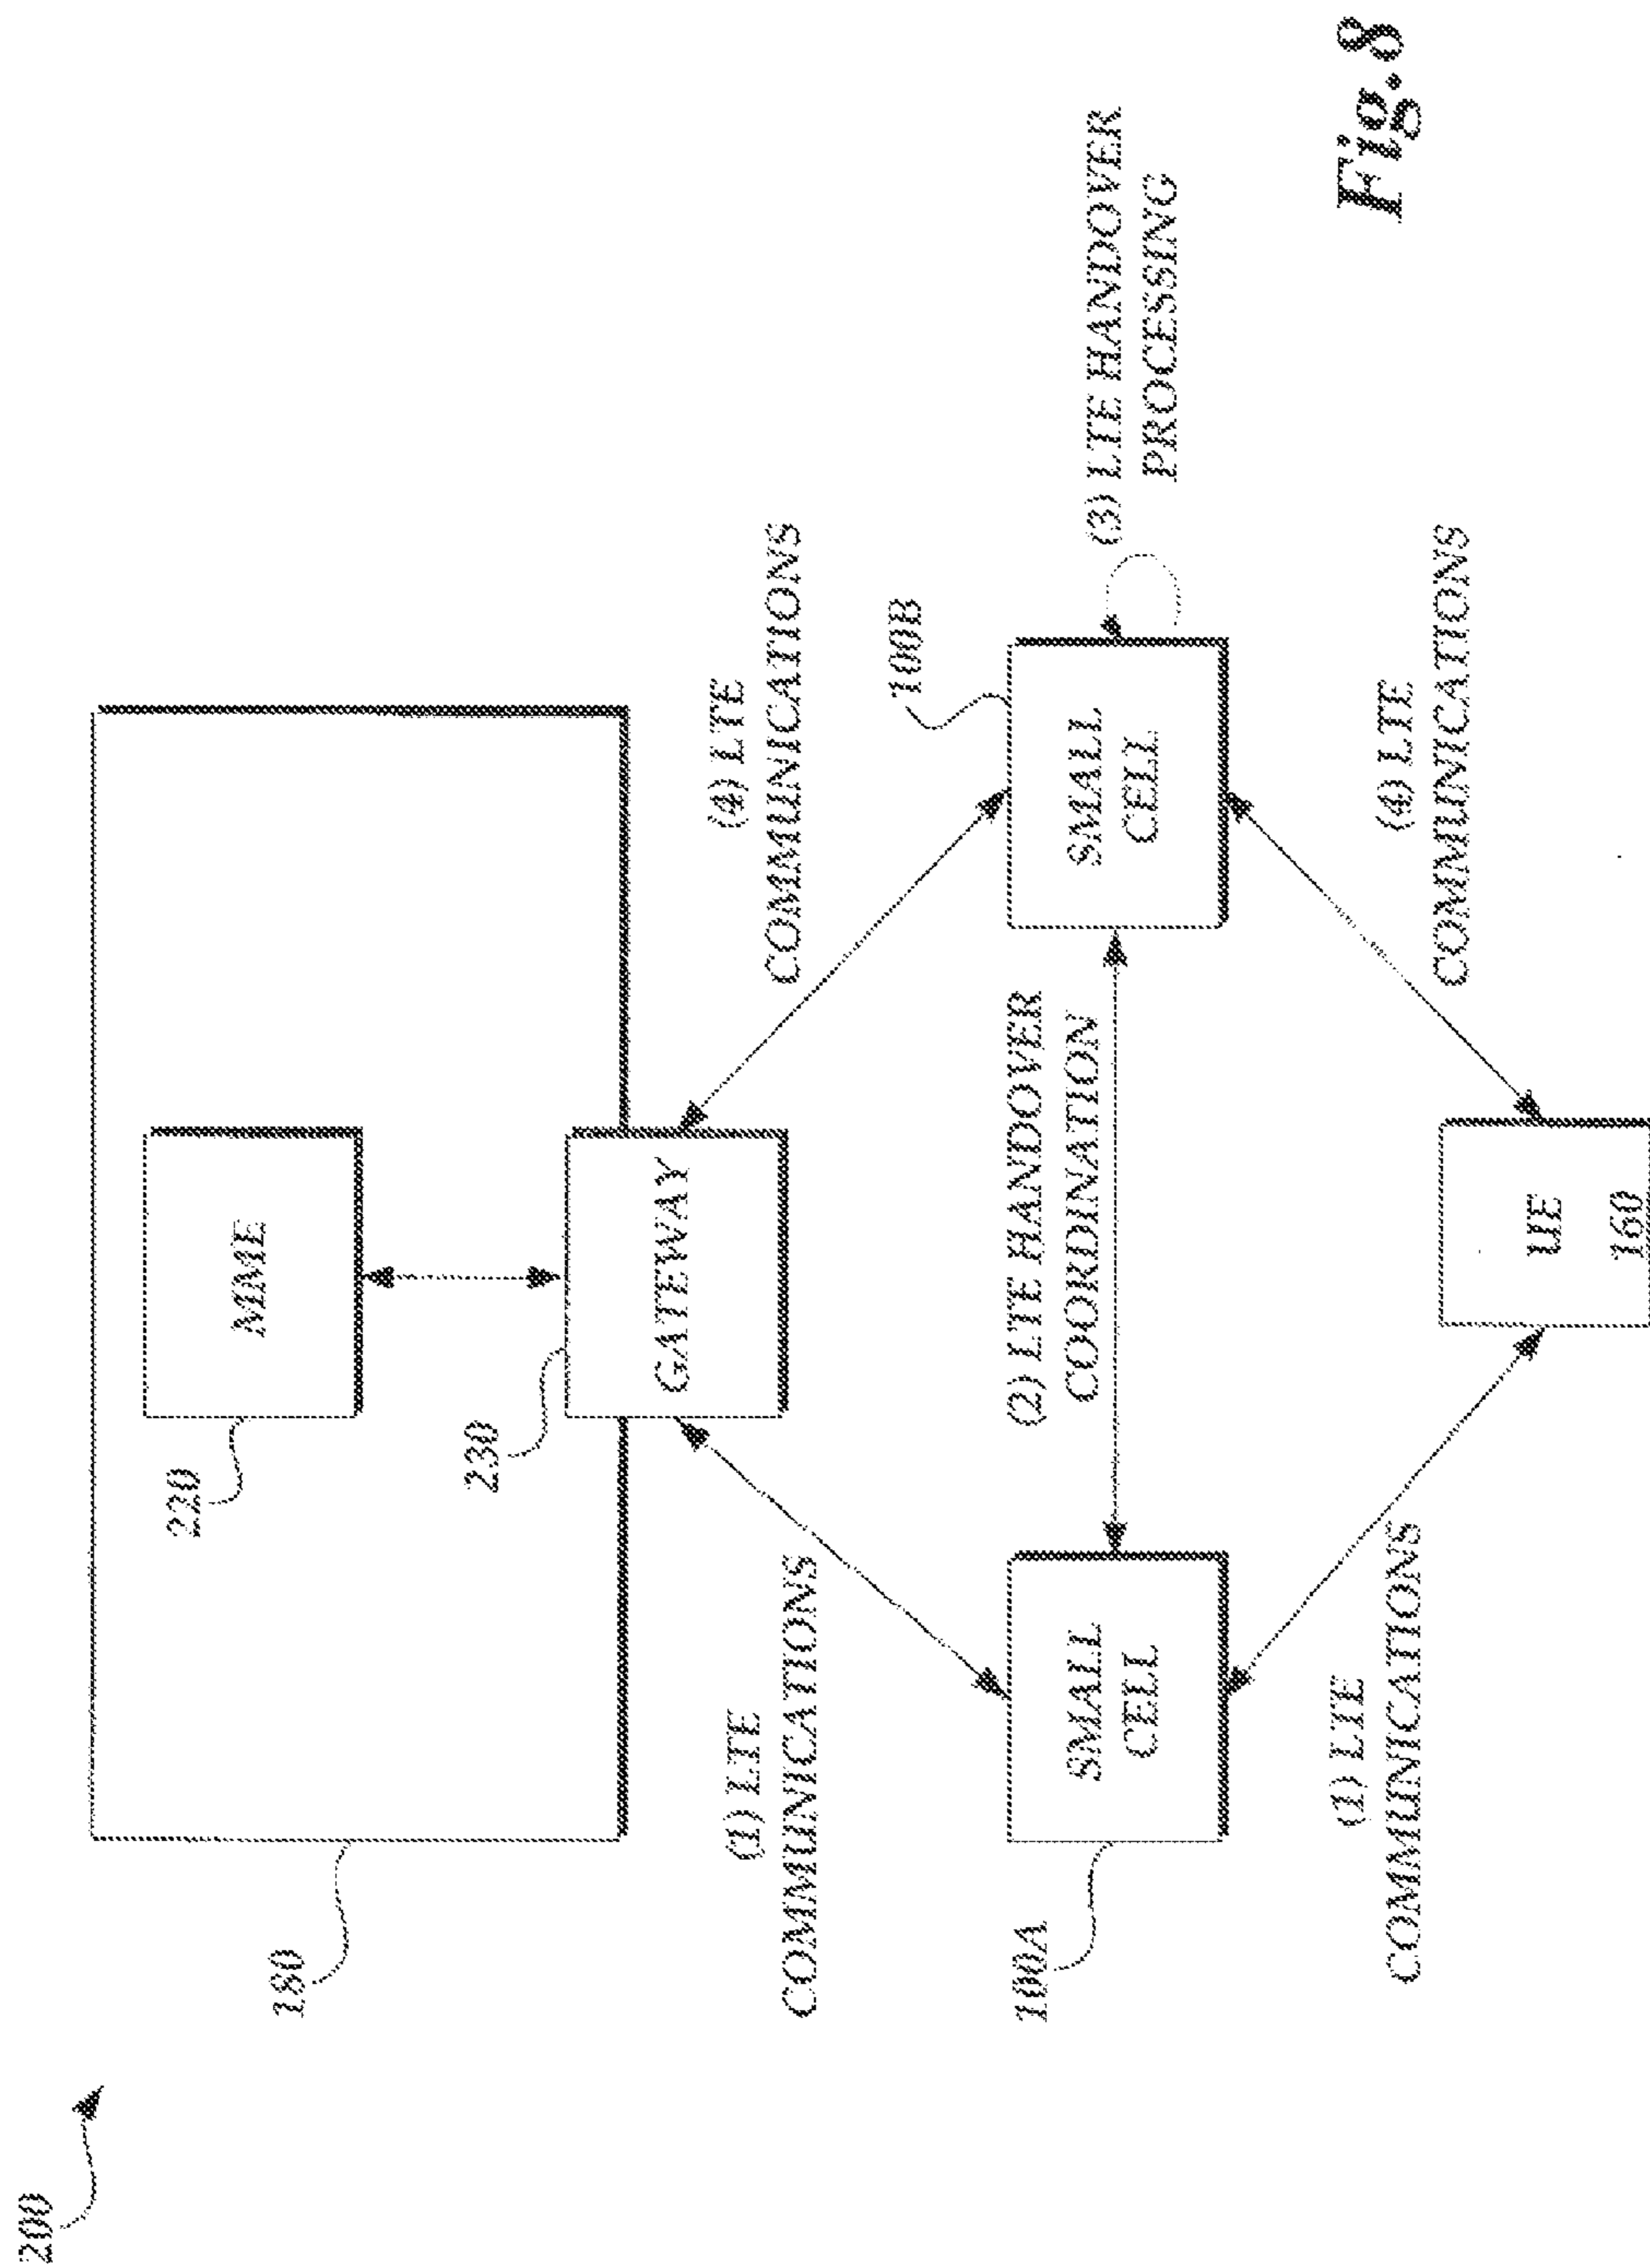 200
180
220
MME
230
GATEWAY
(1) LTE
COMMUNICATIONS
(4) LTE
COMMUNICATIONS
100A
SMALL
CELL
(2) LTE HANDOVER
COORDINATION
100B
SMALL
CELL
(3) LTE HANDOVER
PROCESSING
(1) LTE
COMMUNICATIONS
(4) LTE
COMMUNICATIONS
UE
160
Fig.8